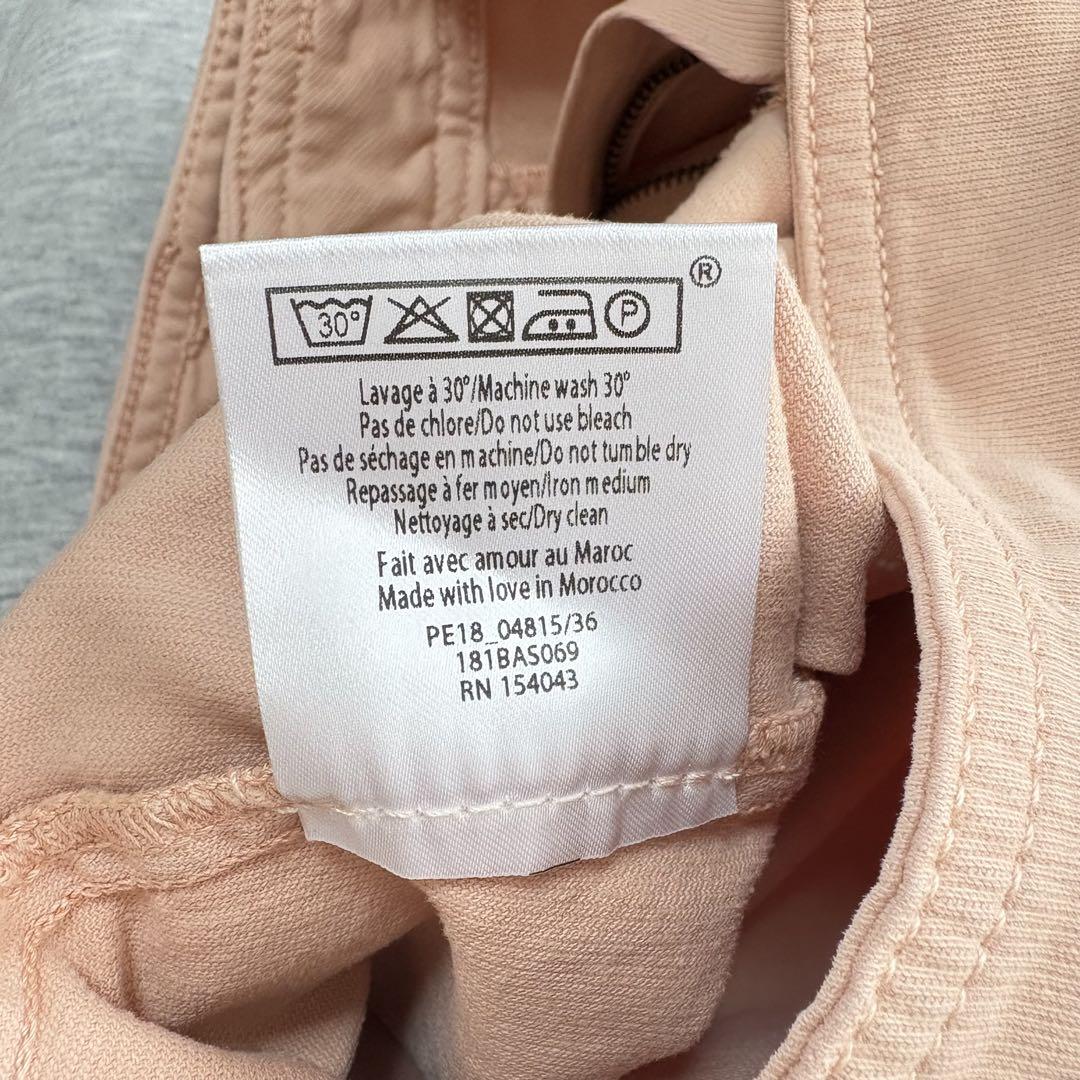 ®
30°
P
Lavage à 30°/Machine wash 30°
Pas de chlore/Do not use bleach
Pas de séchage en machine/Do not tumble dry
Repassage à fer moyen/Iron medium
Nettoyage à sec/Dry clean
Fait avec amour au Maroc
Made with love in Morocco
PE18_04815/36
181BAS069
RN 154043